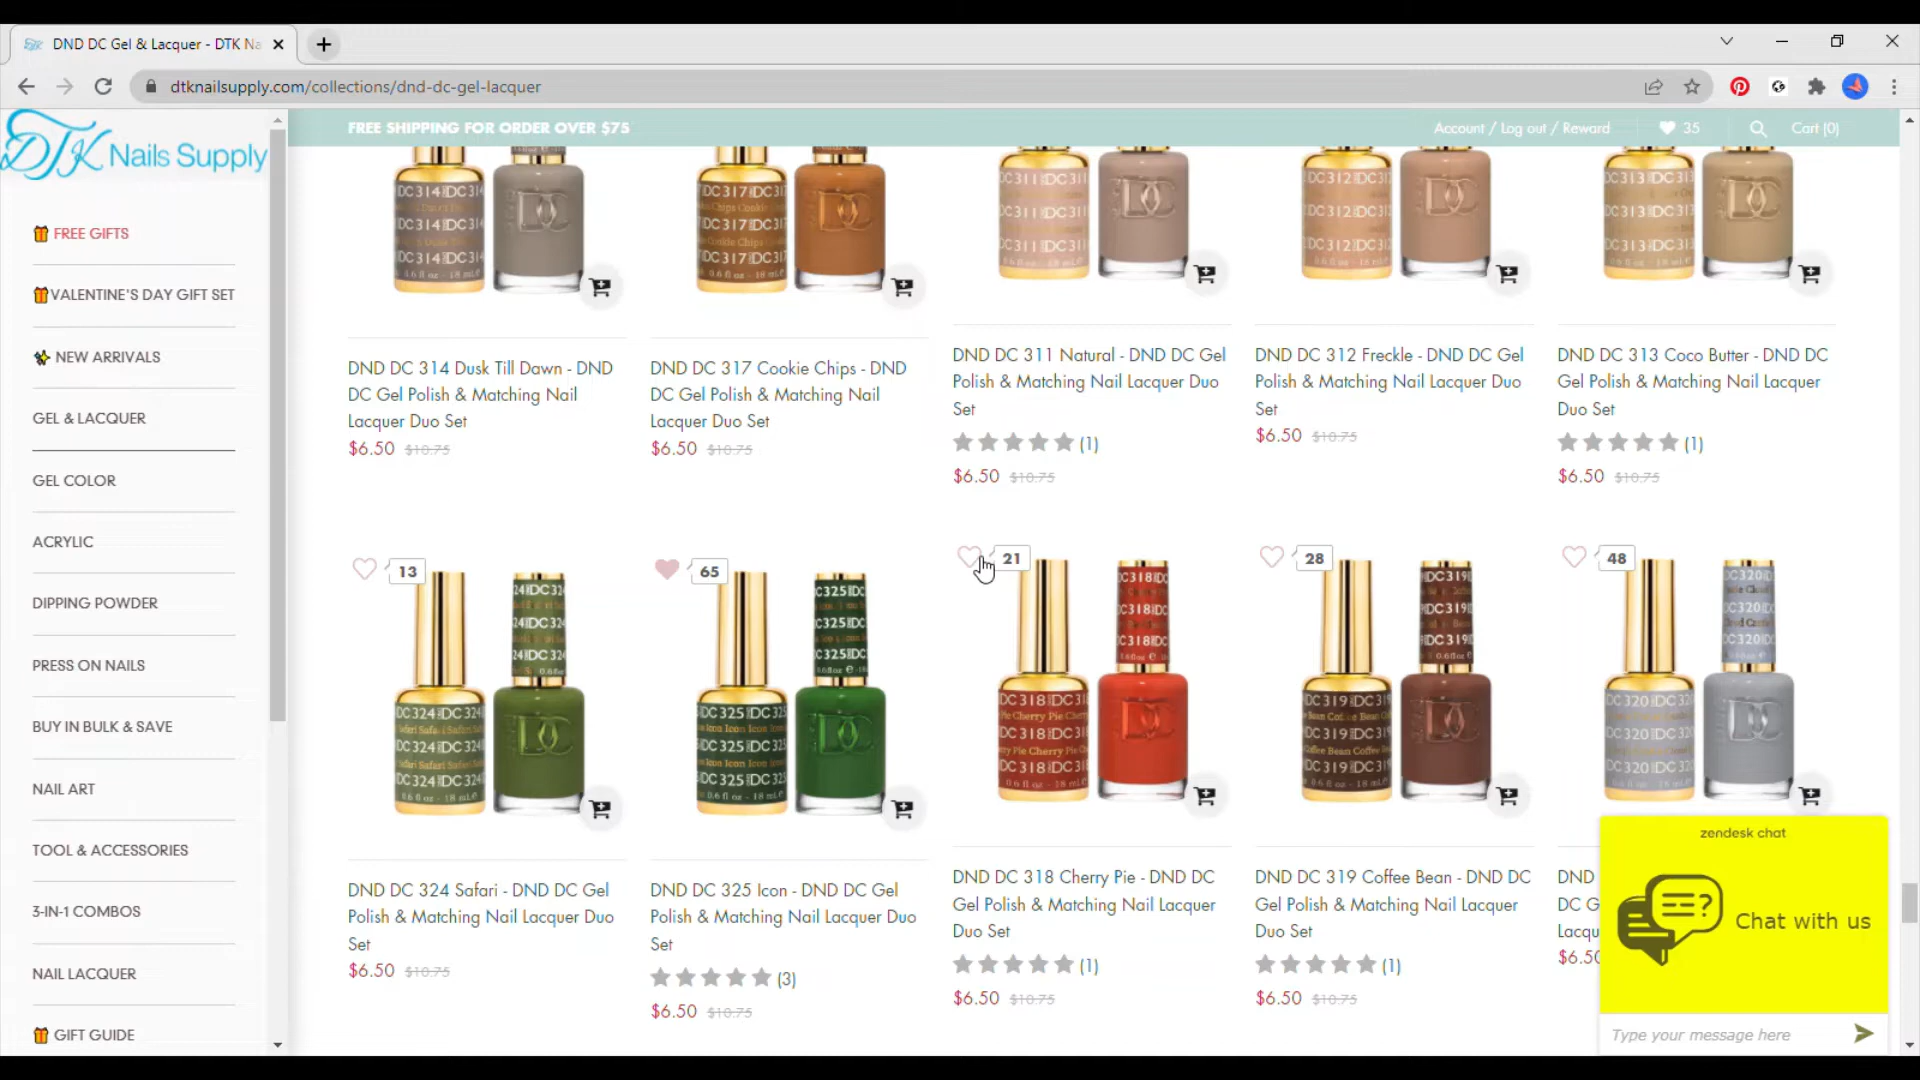 DND DC Gel & Lacquer - DTK Na
dtknailsupply.com/collections/dnd-dc-gel-lacquer
DTK Nails Supply
FREE SHIPPING FOR ORDER OVER $75
Account / Log out / Reward
35
Cart (0)
FREE GIFTS
VALENTINE'S DAY GIFT SET
NEW ARRIVALS
GEL & LACQUER
GEL COLOR
ACRYLIC
DIPPING POWDER
PRESS ON NAILS
BUY IN BULK & SAVE
NAIL ART
TOOL & ACCESSORIES
3-IN-1 COMBOS
NAIL LACQUER
GIFT GUIDE
DND DC 314 Dusk Till Dawn - DND
DC Gel Polish & Matching Nail
Lacquer Duo Set
$6.50 $10.75
DND DC 317 Cookie Chips - DND
DC Gel Polish & Matching Nail
Lacquer Duo Set
$6.50 $10.75
DND DC 311 Natural - DND DC Gel
Polish & Matching Nail Lacquer Duo
Set
(1)
$6.50 $10.75
DND DC 312 Freckle - DND DC Gel
Polish & Matching Nail Lacquer Duo
Set
$6.50 $10.75
DND DC 313 Coco Butter - DND DC
Gel Polish & Matching Nail Lacquer
Duo Set
(1)
$6.50 $10.75
13
65
21
28
48
DND DC 324 Safari - DND DC Gel
Polish & Matching Nail Lacquer Duo
Set
$6.50 $10.75
DND DC 325 Icon - DND DC Gel
Polish & Matching Nail Lacquer Duo
Set
(3)
$6.50 $10.75
DND DC 318 Cherry Pie - DND DC
Gel Polish & Matching Nail Lacquer
Duo Set
(1)
$6.50 $10.75
DND DC 319 Coffee Bean - DND DC
Gel Polish & Matching Nail Lacquer
Duo Set
(1)
$6.50 $10.75
DND
DC G
Lacqu
$6.50
zendesk chat
Chat with us
Type your message here